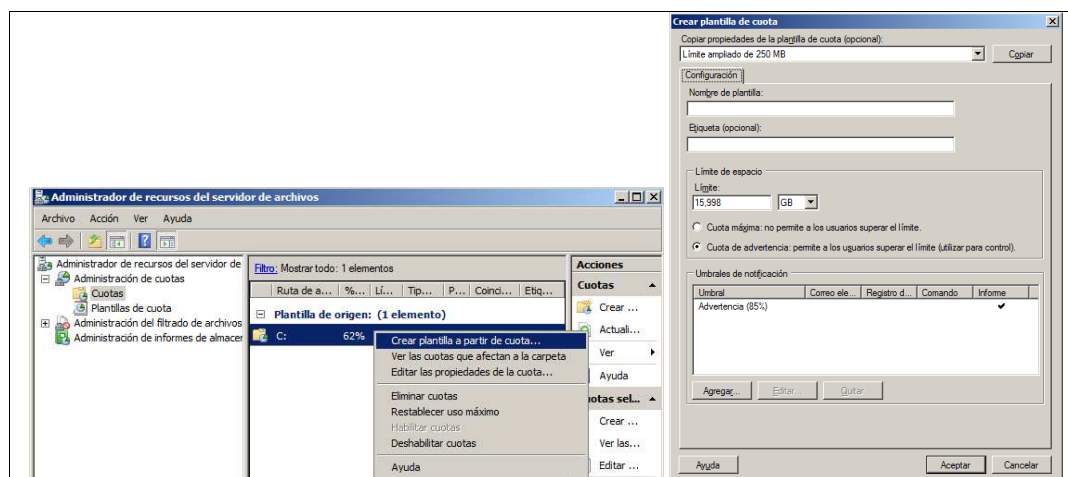 Administrador de recursos del servidor de archivos
Archivo Acción Ver Ayuda
Administrador de recursos del servidor de
Administración de cuotas
Cuotas
Plantillas de cuota
Administración del filtrado de archivos
Administración de informes de almacer
Filtro: Mostrar todo: 1 elementos
Ruta de a... %... Lí... Tip... P... Coinci... Etiq...
Plantilla de origen: (1 elemento)
C: 62%
Crear plantilla a partir de cuota...
Ver las cuotas que afectan a la carpeta
Editar las propiedades de la cuota...
Eliminar cuotas
Restablecer uso máximo
Habilitar cuotas
Deshabilitar cuotas
Ayuda
Acciones
Cuotas
Crear ...
Actuali...
Ver
Ayuda
uotas sel...
Crear ...
Ver las...
Editar ...
Crear plantilla de cuota
Copiar propiedades de la plantilla de cuota (opcional):
Límite ampliado de 250 MB
Copiar
Configuración
Nombre de plantilla:
Etiqueta (opcional):
Límite de espacio
Límite:
15,998 GB
Cuota máxima: no permite a los usuarios superar el límite.
Cuota de advertencia: permite a los usuarios superar el límite (utilizar para control).
Umbrales de notificación
Umbral Correo ele... Registro d... Comando Informe
Advertencia (85%)
Agregar... Editar... Quitar
Ayuda Aceptar Cancelar